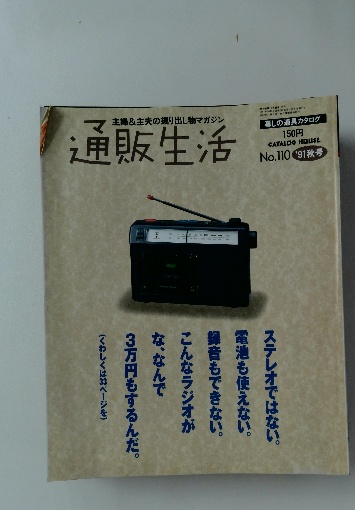 主婦&主夫の掘り出し物マガジン
通販生活
暮しの道具カタログ
150円
CATALOG HOUSE
No.110 '91秋号
ステレオではない。
電池も使えない。
録音もできない。
こんなラジオが
な、なんで
3万円もするんだ。
(くわしくは33ページを)